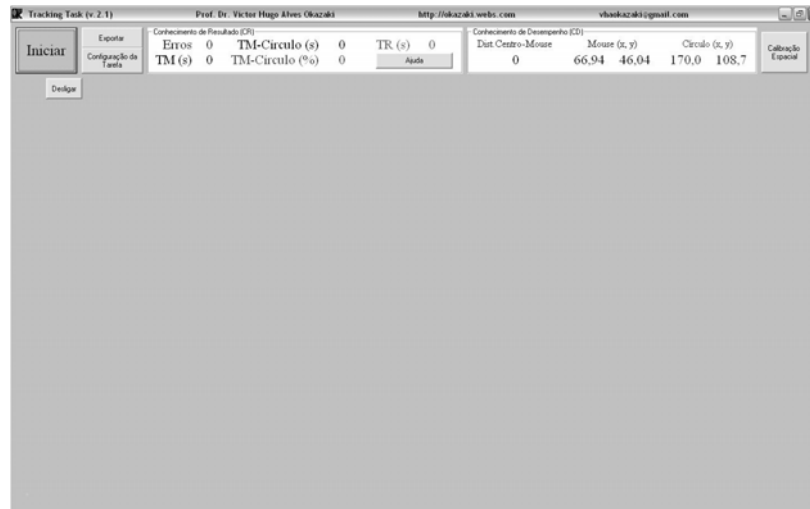 Tracking Task (v.2.1) Prof. Dr. Victor Hugo Alves Okazaki http://okazaki.webs.com vhaokazaki@gmail.com
Iniciar
Exportar
Configuração da
Tarefa
Desligar
Conhecimento de Resultado (CR)
Erros 0 TM-Circulo (s) 0 TR (s) 0
TM (s) 0 TM-Circulo (%) 0 Ajuda
Conhecimento de Desempenho (CD)
Dist.Centro-Mouse Mouse (x, y) Circulo (x, y)
0 66,94 46,04 170,0 108,7
Calibração
Espacial